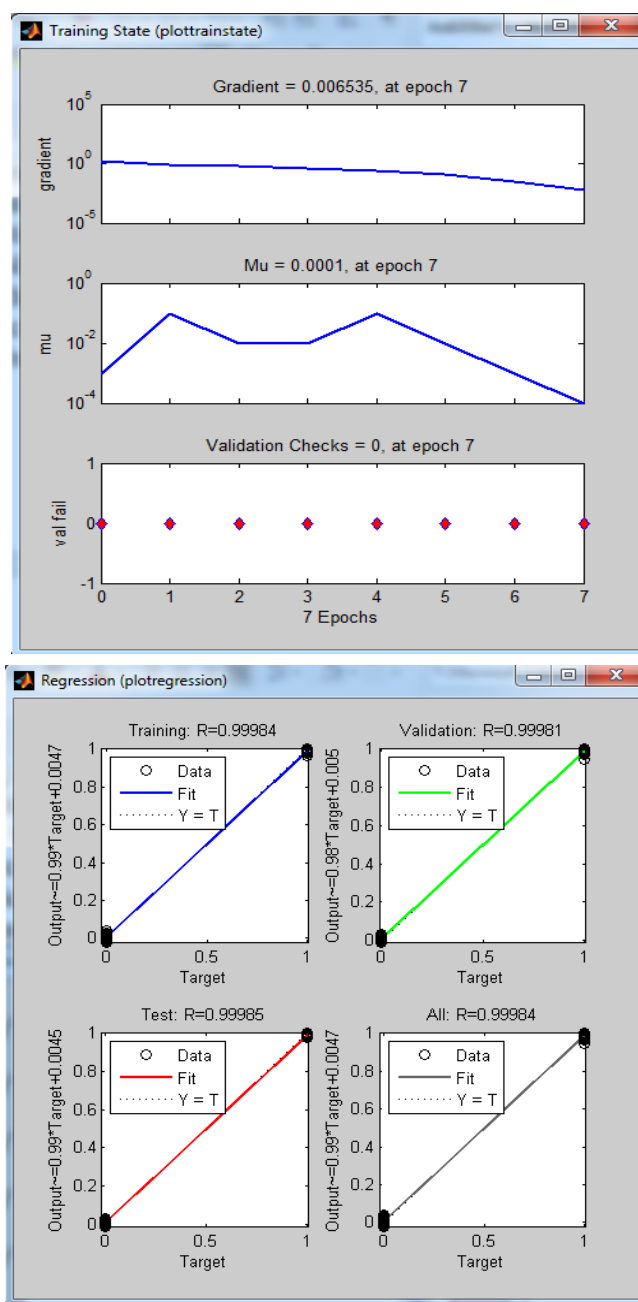 Training State (plottrainstate)
Gradient = 0.006535, at epoch 7
10^5
10^0
10^-5
gradient
Mu = 0.0001, at epoch 7
10^0
10^-2
10^-4
mu
Validation Checks = 0, at epoch 7
1
0
-1
val fail
0 1 2 3 4 5 6 7
7 Epochs
Regression (plotregression)
Training: R=0.99984
Output~=0.99*Target+0.0047
1
0.8
0.6
0.4
0.2
0
Data
Fit
Y = T
0 0.5 1
Target
Validation: R=0.99981
Output~=0.98*Target+0.005
1
0.8
0.6
0.4
0.2
0
Data
Fit
Y = T
0 0.5 1
Target
Test: R=0.99985
Output~=0.99*Target+0.0045
1
0.8
0.6
0.4
0.2
0
Data
Fit
Y = T
0 0.5 1
Target
All: R=0.99984
Output~=0.99*Target+0.0047
1
0.8
0.6
0.4
0.2
0
Data
Fit
Y = T
0 0.5 1
Target